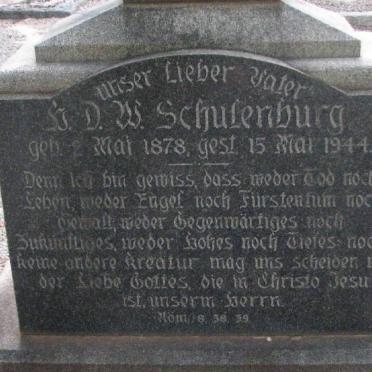 Unser Lieber Vater
H. D. W. Schulenburg
geb. 2 Mai 1878, gest. 15 Mai 1944
Denn ich bin gewiss, dass weder Tod noch
Leben, weder Engel noch Fürstentum noch
Gewalt, weder Gegenwärtiges noch
Zukünftiges, weder Hohes noch Tiefes noch
keine andere Kreatur mag uns scheiden
der Liebe Gottes, die in Christo Jesu
ist, unserm Herrn.
Röm. 8. 38. 39.